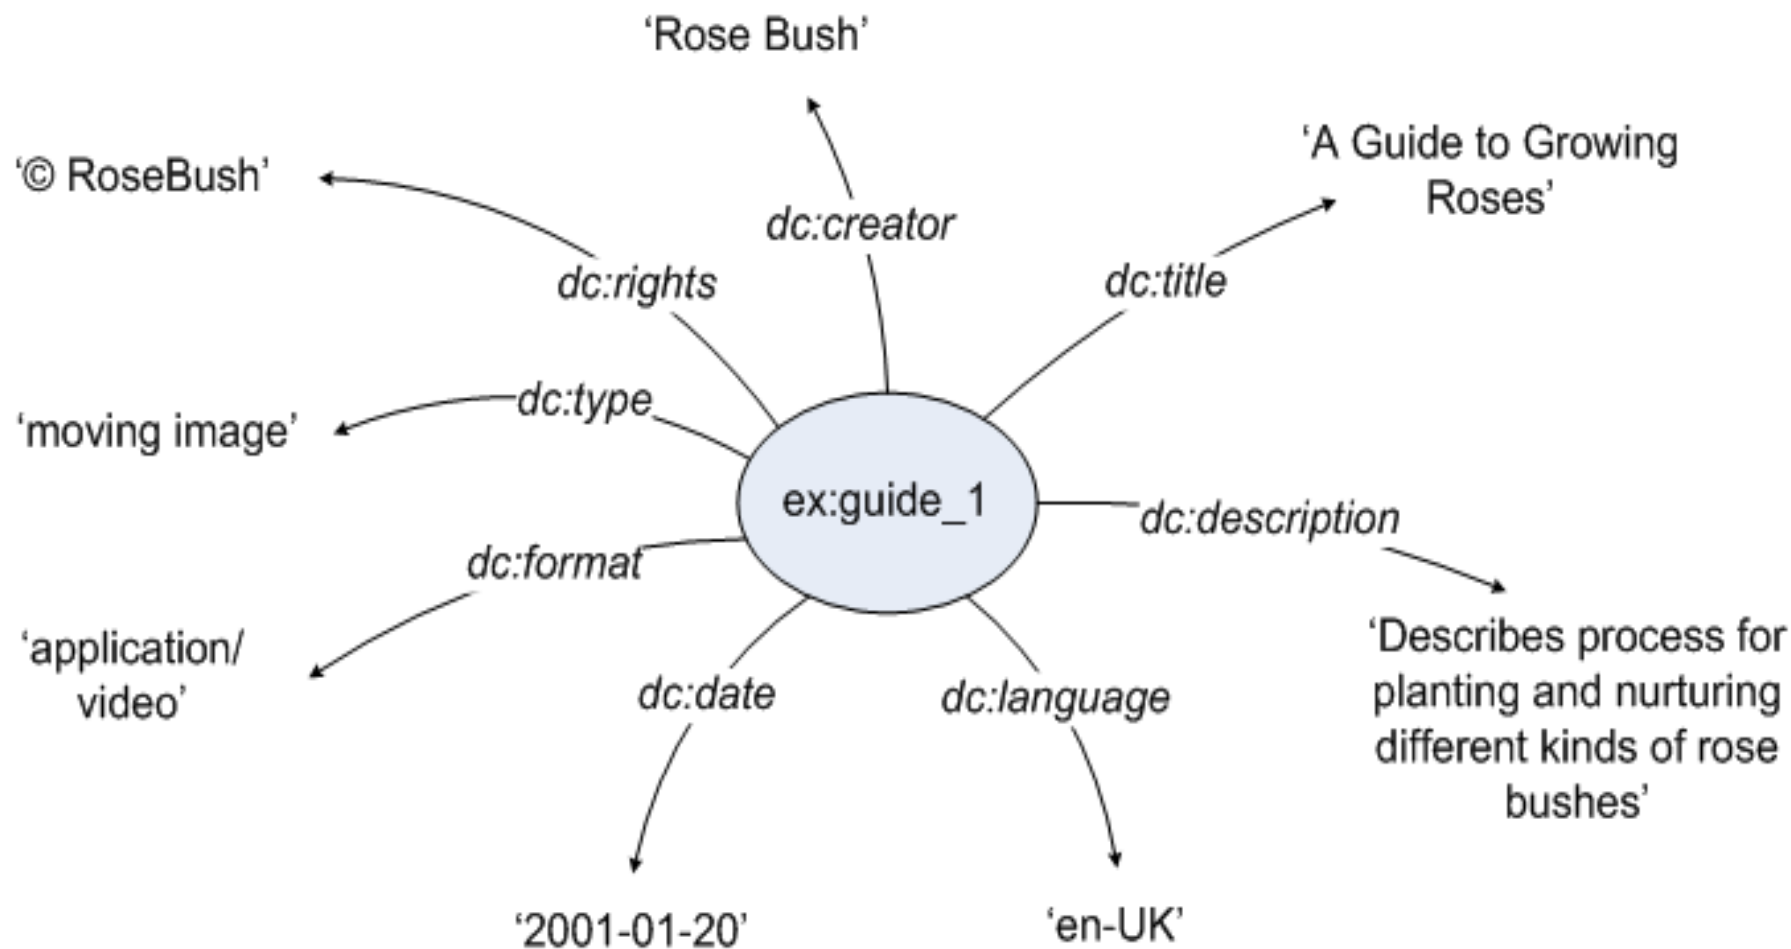 ‘Rose Bush’
‘A Guide to Growing
Roses’
‘© RoseBush’
dc:creator
dc:rights
dc:title
dc:type
‘moving image’
ex:guide_1
dc:description
dc:format
‘application/
video’
‘Describes process for
planting and nurturing
different kinds of rose
bushes’
dc:date
dc:language
‘2001-01-20’
‘en-UK’